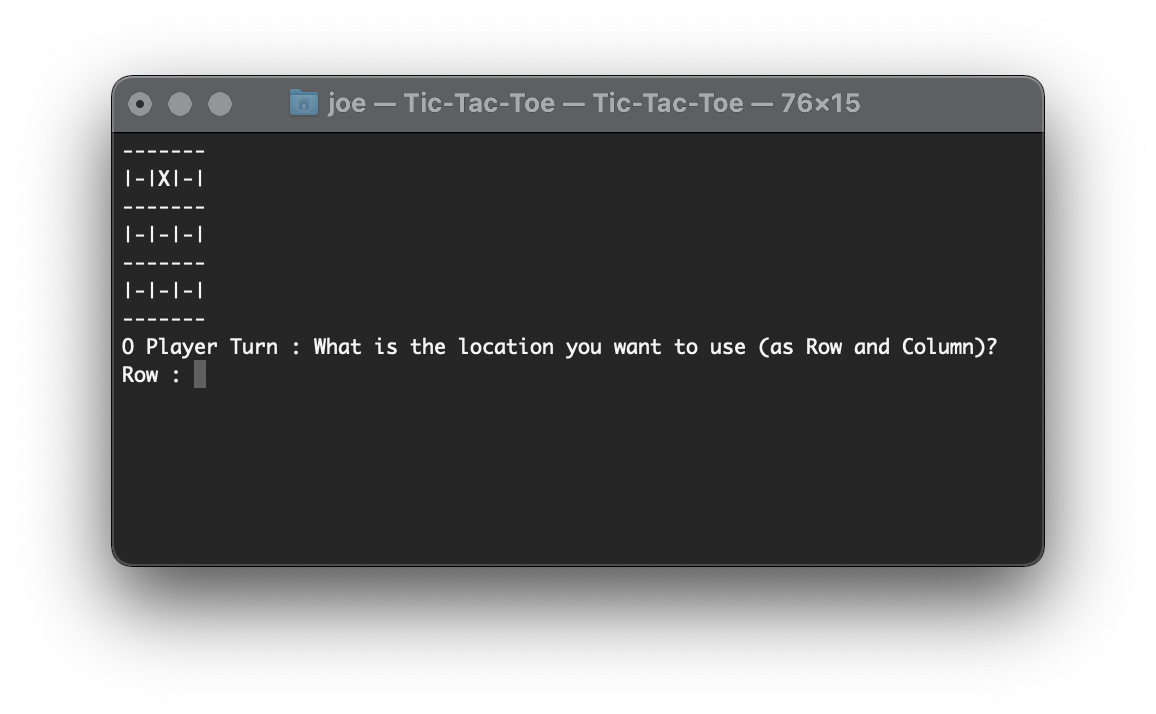 joe — Tic-Tac-Toe — Tic-Tac-Toe — 76×15
-------
|-|X|-|
-------
|-|-|-|
-------
|-|-|-|
-------
O Player Turn : What is the location you want to use (as Row and Column)?
Row :